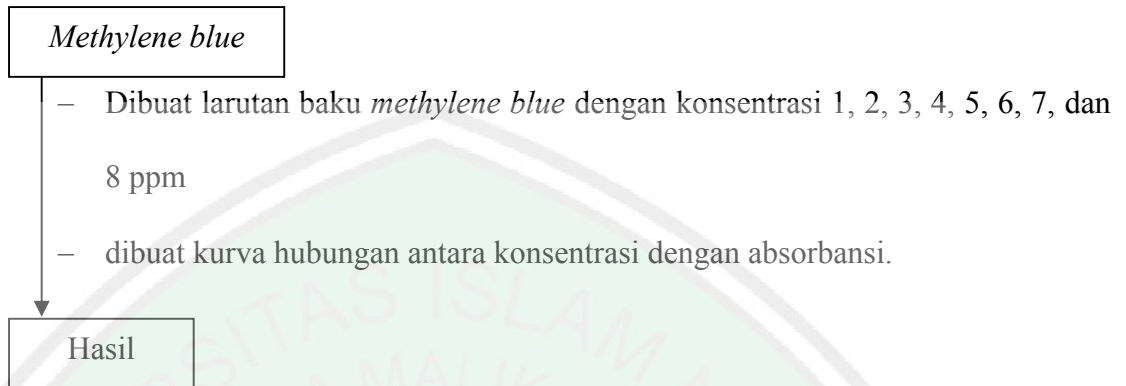 Methylene blue
– Dibuat larutan baku methylene blue dengan konsentrasi 1, 2, 3, 4, 5, 6, 7, dan
8 ppm
– dibuat kurva hubungan antara konsentrasi dengan absorbansi.
Hasil